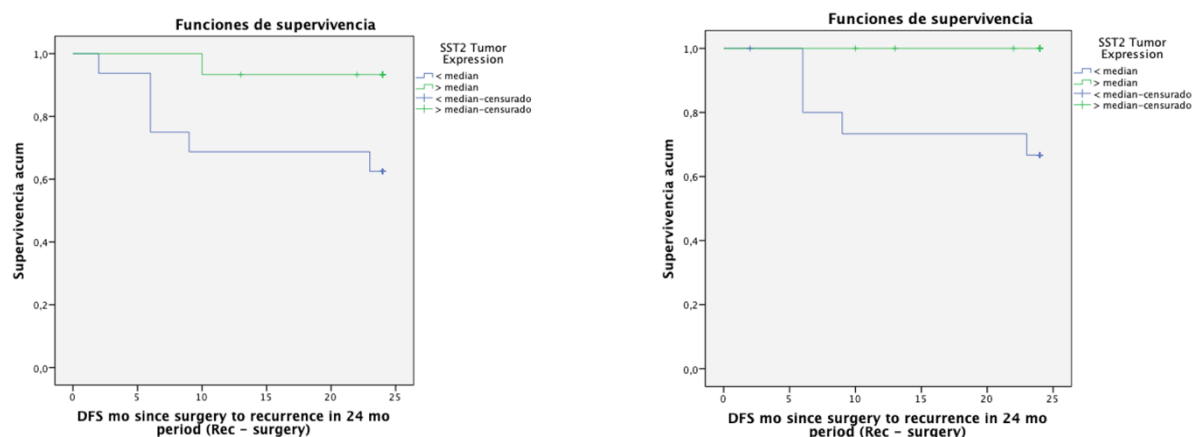 Funciones de supervivencia
SST2 Tumor
Expression
< median
> median
< median-censurado
> median-censurado
1,0
0,8
0,6
0,4
0,2
0,0
Supervivencia acum
0 5 10 15 20 25
DFS mo since surgery to recurrence in 24 mo
period (Rec – surgery)
Funciones de supervivencia
SST2 Tumor
Expression
< median
> median
< median-censurado
> median-censurado
1,0
0,8
0,6
0,4
0,2
0,0
Supervivencia acum
0 5 10 15 20 25
DFS mo since surgery to recurrence in 24 mo
period (Rec – surgery)